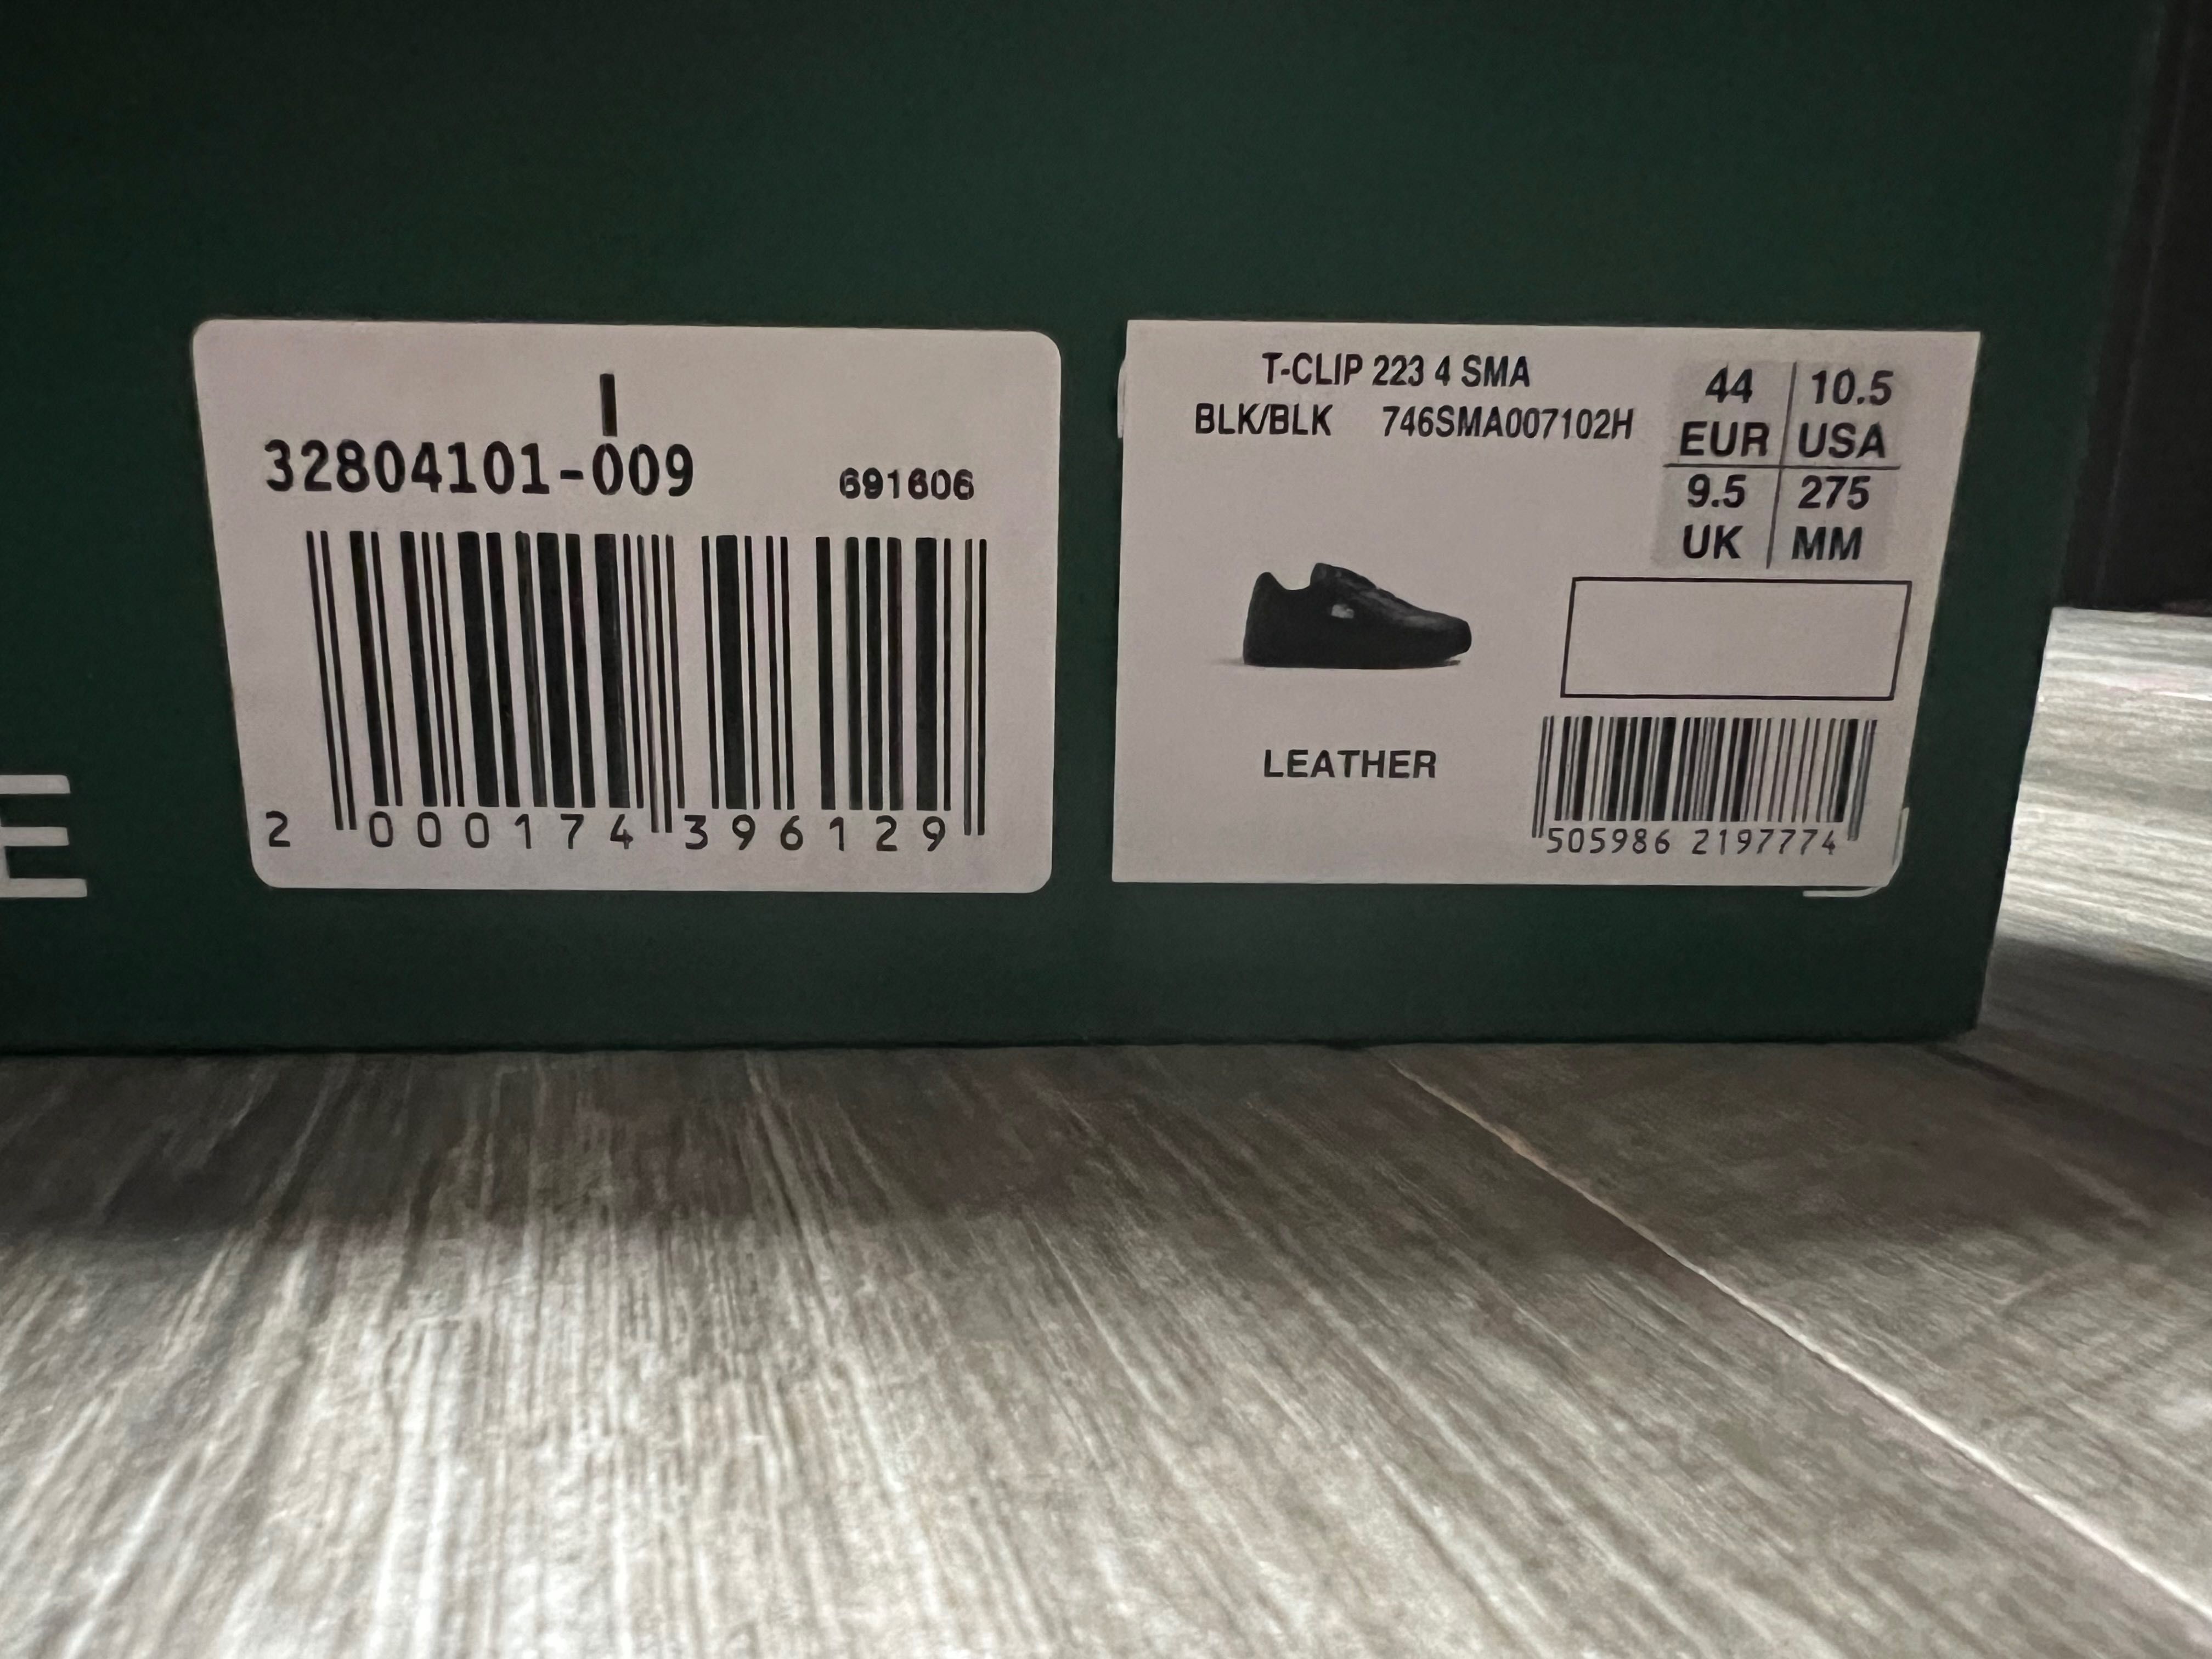 E
32804101-009
691606
2 000174 396129
T-CLIP 223 4 SMA
BLK/BLK 746SMA007102H
44 10.5
EUR USA
9.5 275
UK MM
LEATHER
505986 2197774